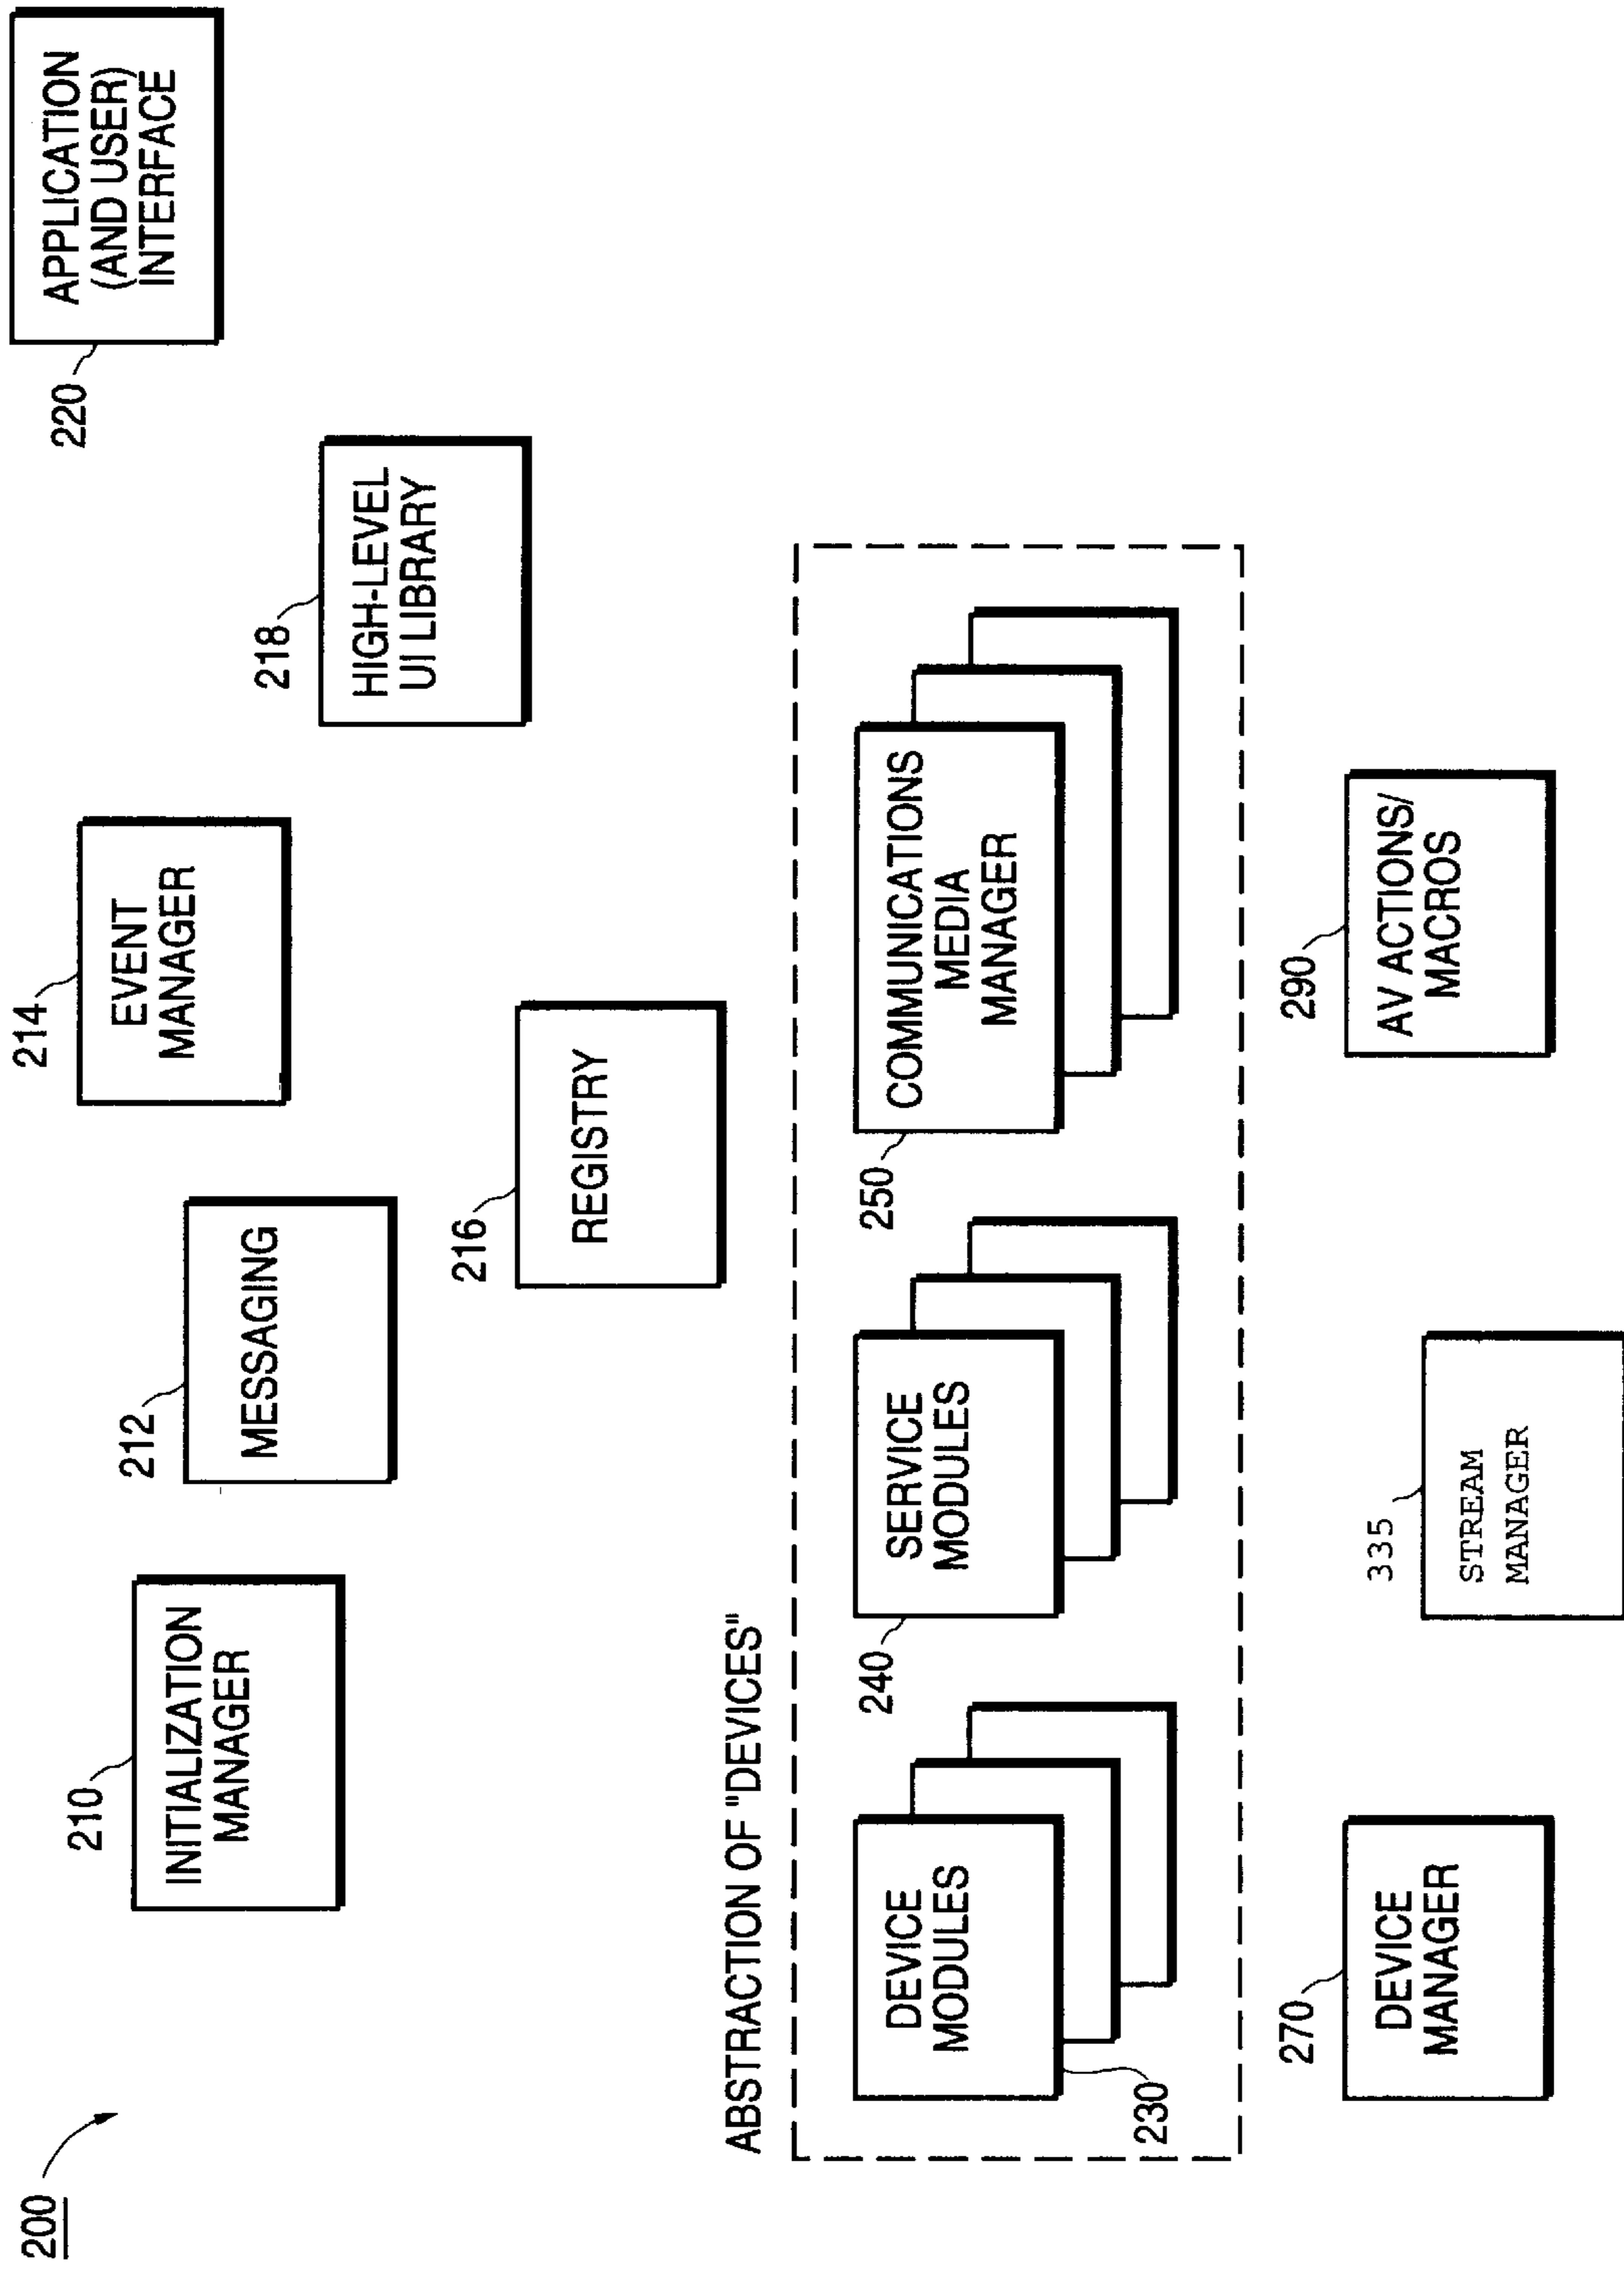 200
210
INITIALIZATION
MANAGER
212
MESSAGING
214
EVENT
MANAGER
220
APPLICATION
(AND USER)
INTERFACE
216
REGISTRY
218
HIGH-LEVEL
UI LIBRARY
ABSTRACTION OF "DEVICES"
DEVICE
MODULES
230
240
SERVICE
MODULES
250
COMMUNICATIONS
MEDIA
MANAGER
270
DEVICE
MANAGER
335
STREAM
MANAGER
290
AV ACTIONS/
MACROS